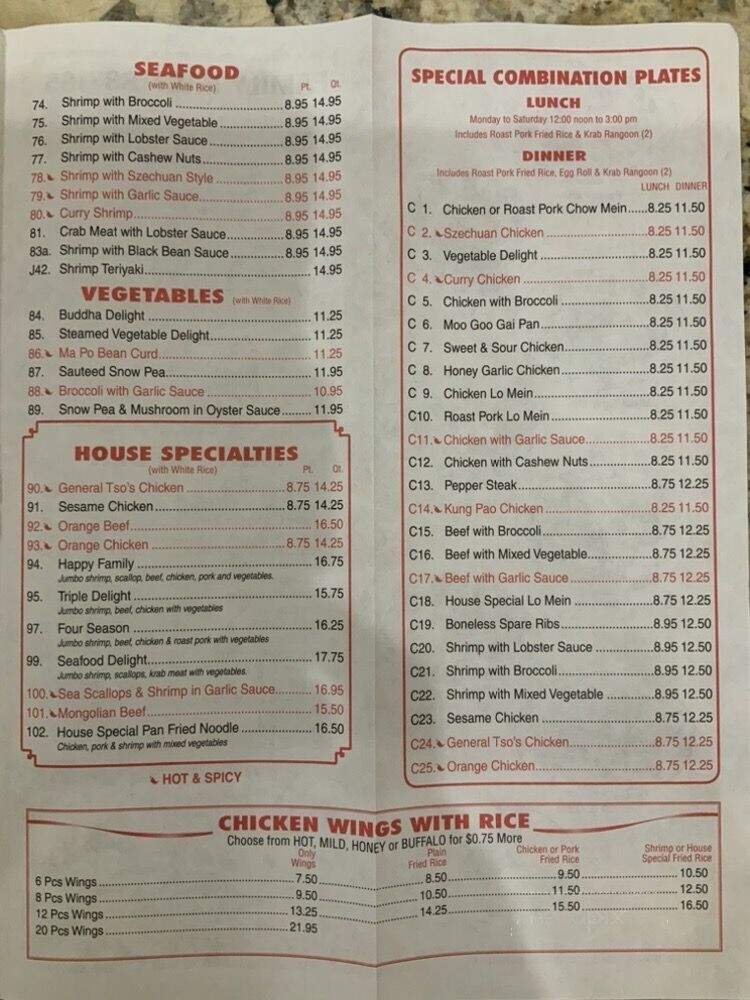 SEAFOOD
(with White Rice) Pt. Qt.
74. Shrimp with Broccoli 8.95 14.95
75. Shrimp with Mixed Vegetable 8.95 14.95
76. Shrimp with Lobster Sauce 8.95 14.95
77. Shrimp with Cashew Nuts 8.95 14.95
78. Shrimp with Szechuan Style 8.95 14.95
79. Shrimp with Garlic Sauce 8.95 14.95
80. Curry Shrimp 8.95 14.95
81. Crab Meat with Lobster Sauce 8.95 14.95
83a. Shrimp with Black Bean Sauce 8.95 14.95
J42. Shrimp Teriyaki 14.95
VEGETABLES (with White Rice)
84. Buddha Delight 11.25
85. Steamed Vegetable Delight 11.25
86. Ma Po Bean Curd 11.25
87. Sauteed Snow Pea 11.95
88. Broccoli with Garlic Sauce 10.95
89. Snow Pea & Mushroom in Oyster Sauce 11.95
HOUSE SPECIALTIES
(with White Rice) Pt. Qt.
90. General Tso's Chicken 8.75 14.25
91. Sesame Chicken 8.75 14.25
92. Orange Beef 16.50
93. Orange Chicken 8.75 14.25
94. Happy Family 16.75
Jumbo shrimp, scallop, beef, chicken, pork and vegetables.
95. Triple Delight 15.75
Jumbo shrimp, beef, chicken with vegetables
97. Four Season 16.25
Jumbo shrimp, beef, chicken & roast pork with vegetables
99. Seafood Delight 17.75
Jumbo shrimp, scallops, krab meat with vegetables.
100. Sea Scallops & Shrimp in Garlic Sauce 16.95
101. Mongolian Beef 15.50
102. House Special Pan Fried Noodle 16.50
Chicken, pork & shrimp with mixed vegetables
HOT & SPICY
SPECIAL COMBINATION PLATES
LUNCH
Monday to Saturday 12:00 noon to 3:00 pm
Includes Roast Pork Fried Rice & Krab Rangoon (2)
DINNER
Includes Roast Pork Fried Rice, Egg Roll & Krab Rangoon (2)
LUNCH DINNER
C 1. Chicken or Roast Pork Chow Mein 8.25 11.50
C 2. Szechuan Chicken 8.25 11.50
C 3. Vegetable Delight 8.25 11.50
C 4. Curry Chicken 8.25 11.50
C 5. Chicken with Broccoli 8.25 11.50
C 6. Moo Goo Gai Pan 8.25 11.50
C 7. Sweet & Sour Chicken 8.25 11.50
C 8. Honey Garlic Chicken 8.25 11.50
C 9. Chicken Lo Mein 8.25 11.50
C10. Roast Pork Lo Mein 8.25 11.50
C11. Chicken with Garlic Sauce 8.25 11.50
C12. Chicken with Cashew Nuts 8.25 11.50
C13. Pepper Steak 8.75 12.25
C14. Kung Pao Chicken 8.25 11.50
C15. Beef with Broccoli 8.75 12.25
C16. Beef with Mixed Vegetable 8.75 12.25
C17. Beef with Garlic Sauce 8.75 12.25
C18. House Special Lo Mein 8.75 12.25
C19. Boneless Spare Ribs 8.95 12.50
C20. Shrimp with Lobster Sauce 8.95 12.50
C21. Shrimp with Broccoli 8.95 12.50
C22. Shrimp with Mixed Vegetable 8.95 12.50
C23. Sesame Chicken 8.75 12.25
C24. General Tso's Chicken 8.75 12.25
C25. Orange Chicken 8.75 12.25
CHICKEN WINGS WITH RICE
Choose from HOT, MILD, HONEY or BUFFALO for $0.75 More
Only Wings Plain Fried Rice Chicken or Pork Fried Rice Shrimp or House Special Fried Rice
6 Pcs Wings 7.50 8.50 9.50 10.50
8 Pcs Wings 9.50 10.50 11.50 12.50
12 Pcs Wings 13.25 14.25 15.50 16.50
20 Pcs Wings 21.95